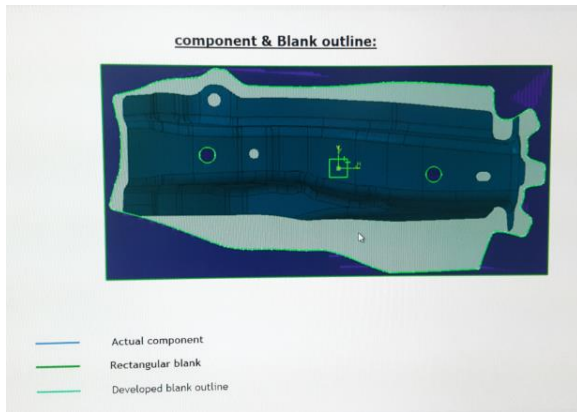 component & Blank outline:
Actual component
Rectangular blank
Developed blank outline